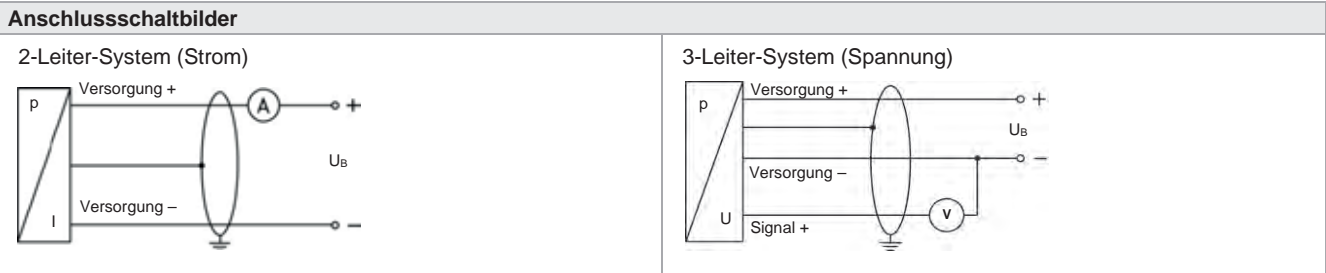 Anschlussschaltbilder
2-Leiter-System (Strom)
p
Versorgung +
A
+
UB
Versorgung –
I
–
3-Leiter-System (Spannung)
p
Versorgung +
+
UB
–
Versorgung –
U
V
Signal +